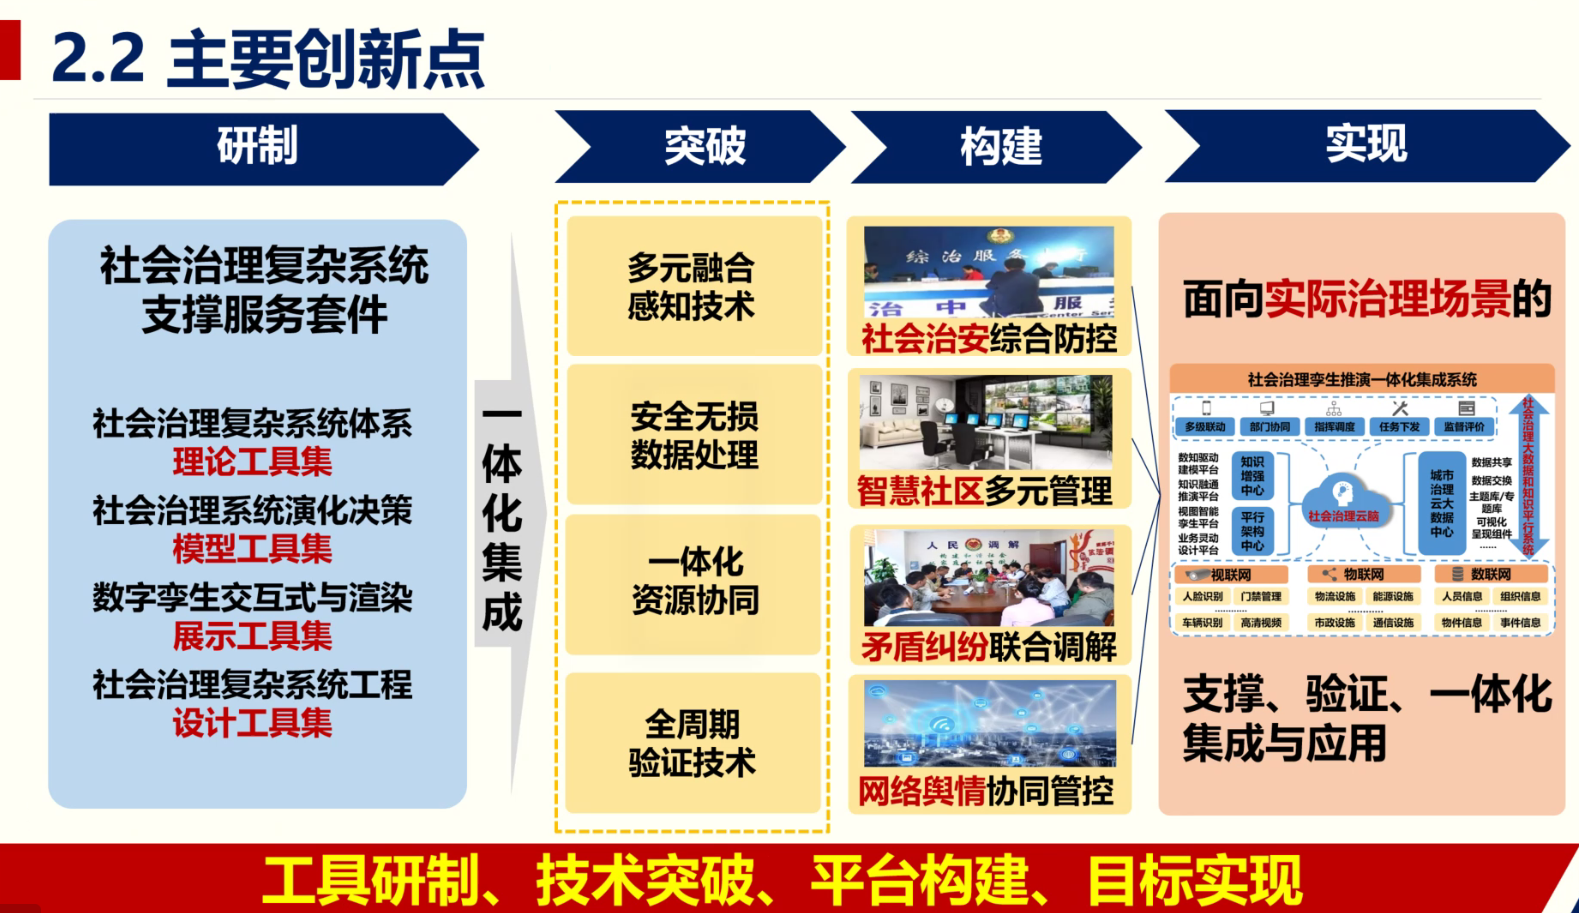 2.2 主要创新点
研制
突破
构建
实现
社会治理复杂系统
支撑服务套件
社会治理复杂系统体系
理论工具集
社会治理系统演化决策
模型工具集
数字孪生交互式与渲染
展示工具集
社会治理复杂系统工程
设计工具集
一体化集成
多元融合
感知技术
安全无损
数据处理
一体化
资源协同
全周期
验证技术
综治服务
治中 服务
Center Ser
社会治安综合防控
智慧社区多元管理
人民 调解
矛盾纠纷联合调解
网络舆情协同管控
面向实际治理场景的
社会治理孪生推演一体化集成系统
多级联动
部门协同
指挥调度
任务下发
监督评价
数知驱动
建模平台
知识融通
推演平台
视图智能
孪生平台
业务灵动
设计平台
知识
增强
中心
平行
架构
中心
社会治理云脑
城市
治理
云大
数据
中心
数据共享
数据交换
主题库/专
题库
可视化
呈现组件
......
社会治理大数据和知识平行系统
视联网
人脸识别
门禁管理
............
车辆识别
高清视频
物联网
物流设施
能源设施
............
市政设施
通信设施
数联网
人员信息
组织信息
............
物件信息
事件信息
支撑、验证、一体化
集成与应用
工具研制、技术突破、平台构建、目标实现